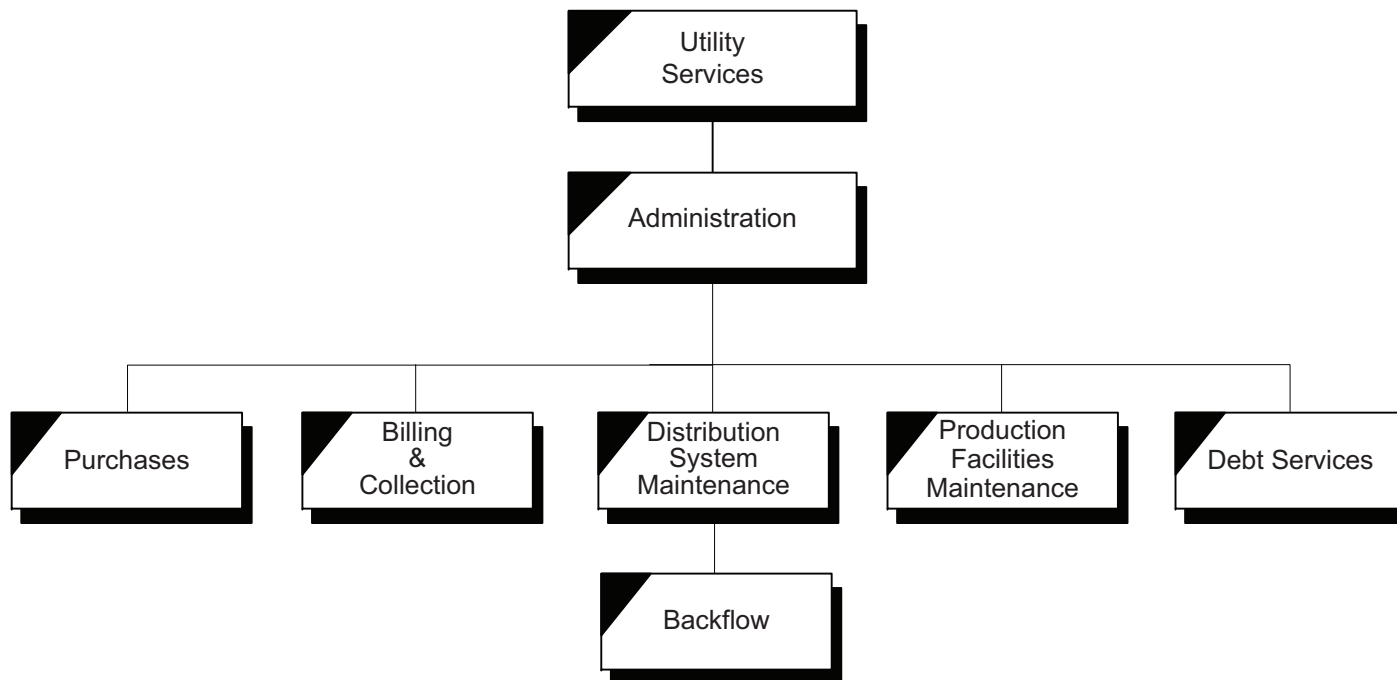 Utility
Services
Administration
Purchases
Billing
&
Collection
Distribution
System
Maintenance
Production
Facilities
Maintenance
Debt Services
Backflow